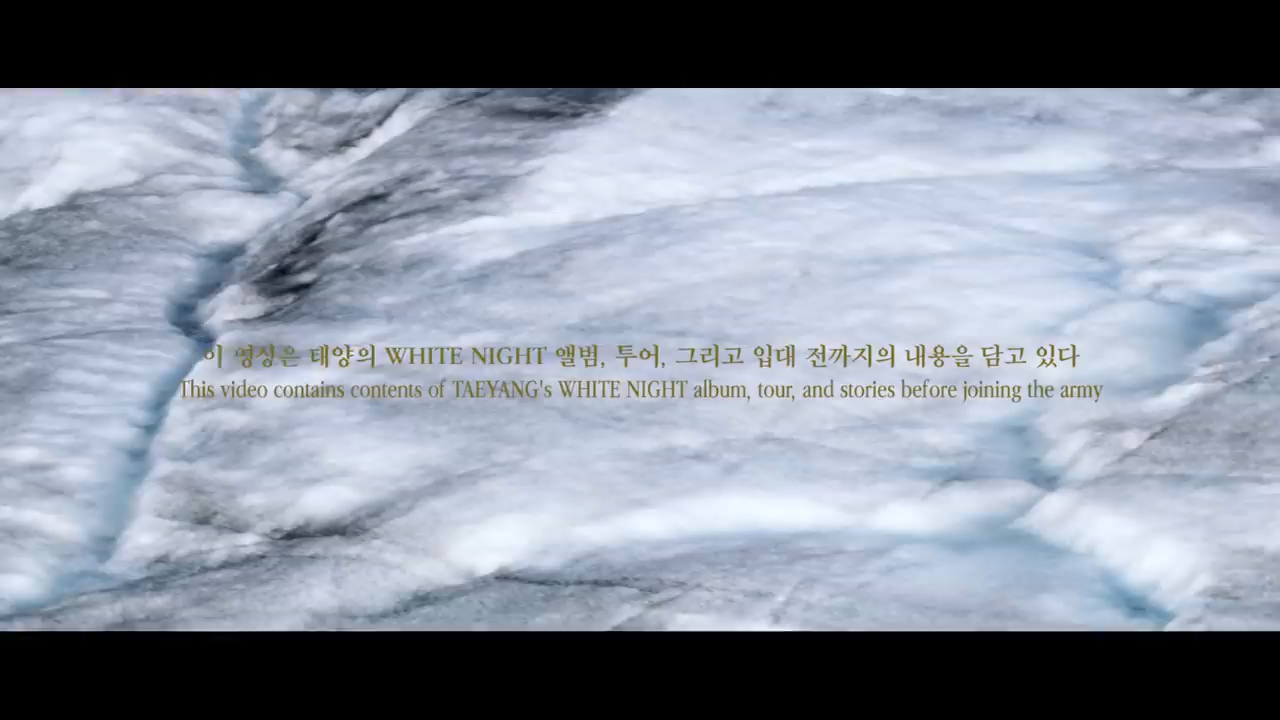 이 영상은 태양의 WHITE NIGHT 앨범, 투어, 그리고 입대 전까지의 내용을 담고 있다
This video contains contents of TAEYANG's WHITE NIGHT album, tour, and stories before joining the army